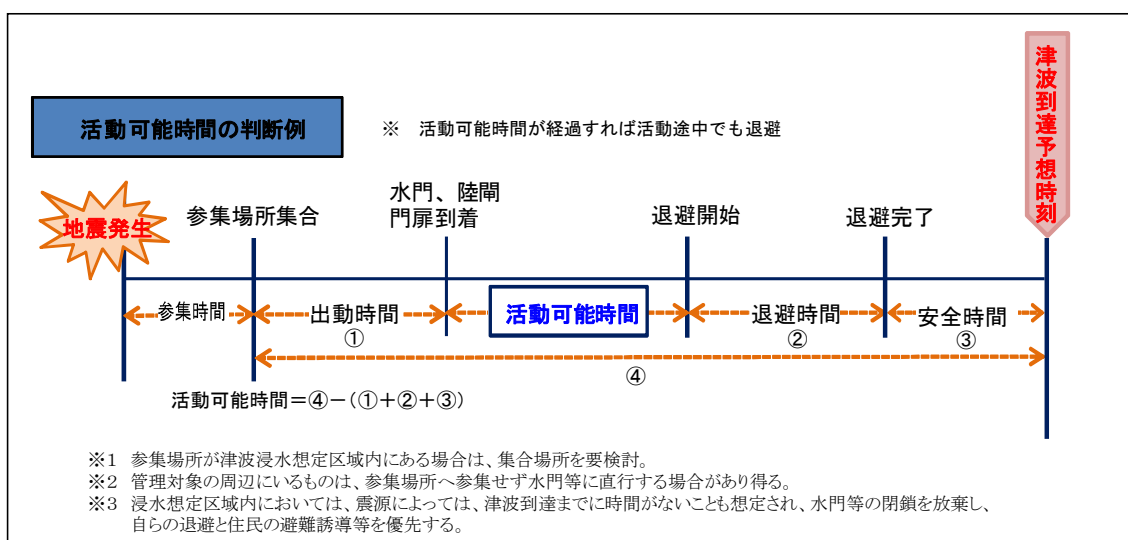 津波到達予想時刻
活動可能時間の判断例
※　活動可能時間が経過すれば活動途中でも退避
地震発生
参集場所集合
水門、陸閘
門扉到着
退避開始
退避完了
参集時間
出動時間
①
活動可能時間
退避時間
②
安全時間
③
④
活動可能時間＝④－（①＋②＋③）
※1　参集場所が津波浸水想定区域内にある場合は、集合場所を要検討。
※2　管理対象の周辺にいるものは、参集場所へ参集せず水門等に直行する場合があり得る。
※3　浸水想定区域内においては、震源によっては、津波到達までに時間がないことも想定され、水門等の閉鎖を放棄し、
自らの退避と住民の避難誘導等を優先する。